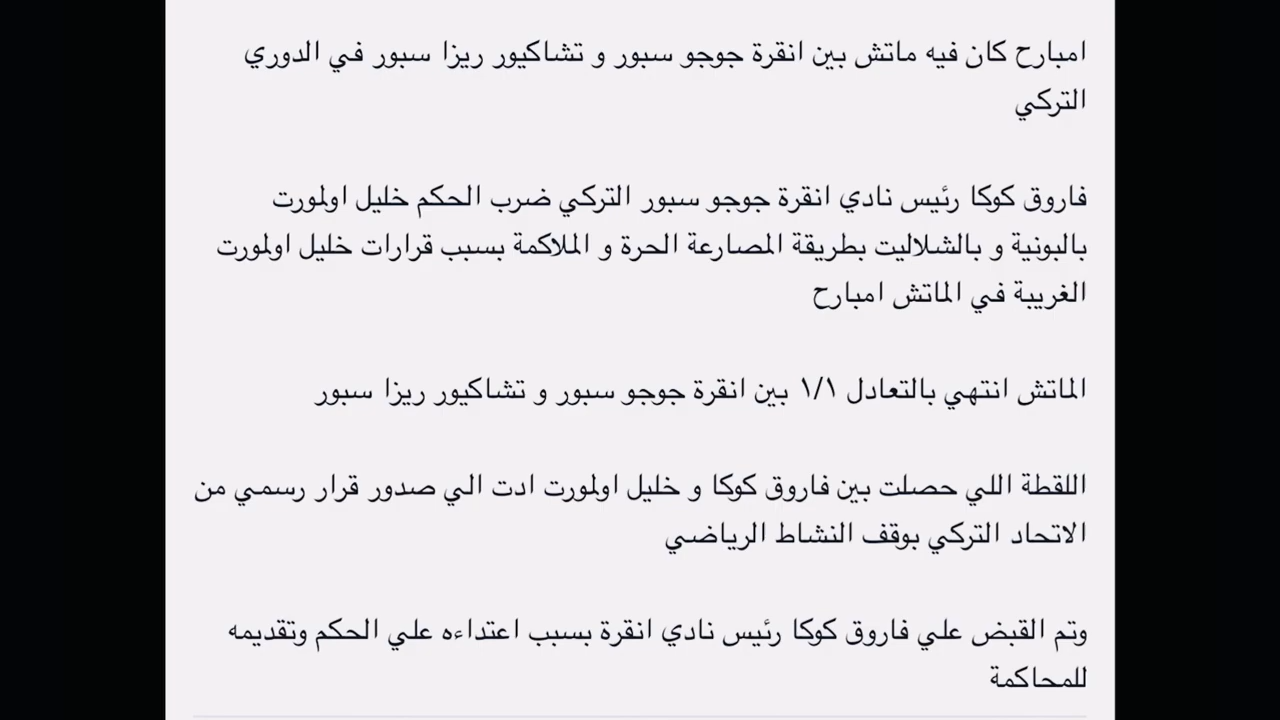 امبارح كان فيه ماتش بين انقرة جوجو سبور و تشاكيور ريزا سبور في الدوري
التركي
فاروق كوكا رئيس نادي انقرة جوجو سبور التركي ضرب الحكم خليل اولمورت
بالبونية و بالشلاليت بطريقة المصارعة الحرة و الملاكمة بسبب قرارات خليل اولمورت
الغريبة في الماتش امبارح
الماتش انتهي بالتعادل ١/١ بين انقرة جوجو سبور و تشاكيور ريزا سبور
اللقطة اللي حصلت بين فاروق كوكا و خليل اولمورت ادت الي صدور قرار رسمي من
الاتحاد التركي بوقف النشاط الرياضي
وتم القبض علي فاروق كوكا رئيس نادي انقرة بسبب اعتداءه علي الحكم وتقديمه
للمحاكمة